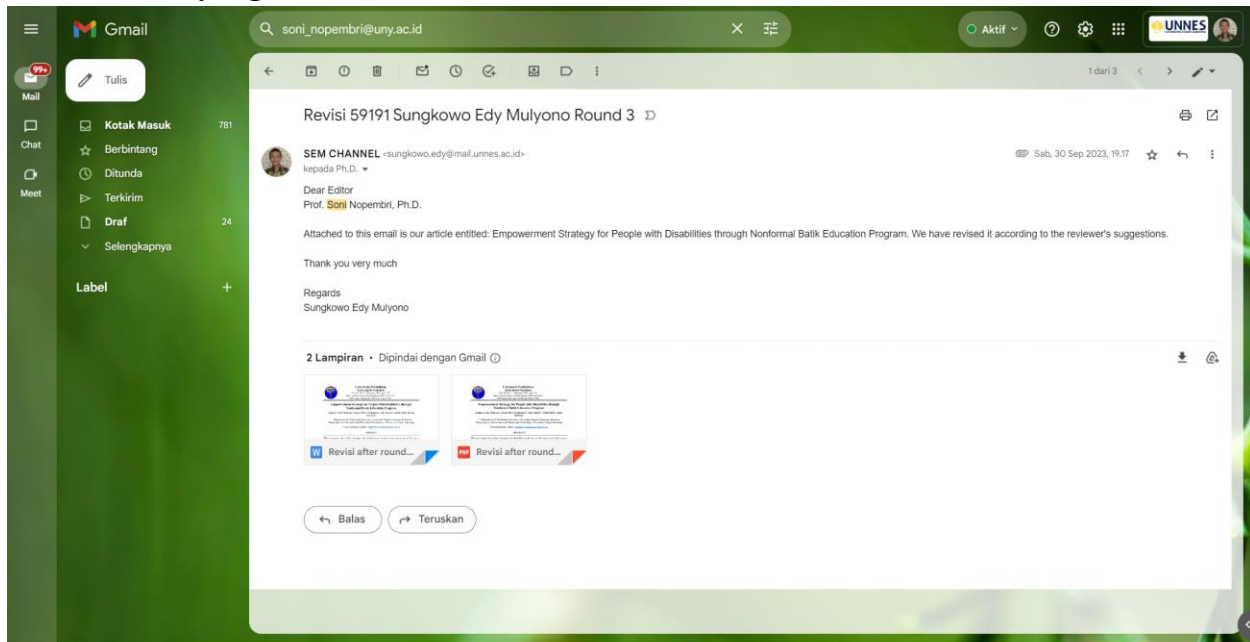 Gmail
soni_nopembri@uny.ac.id
Aktif
UNNES
99+
Mail
Chat
Meet
Tulis
1 dari 3
Kotak Masuk 781
Berbintang
Ditunda
Terkirim
Draf 24
Selengkapnya
Label
Revisi 59191 Sungkowo Edy Mulyono Round 3
SEM CHANNEL <sungkowo.edy@mail.unnes.ac.id>
Sab, 30 Sep 2023, 19.17
kepada Ph.D.
Dear Editor
Prof. Soni Nopembri, Ph.D.
Attached to this email is our article entitled: Empowerment Strategy for People with Disabilities through Nonformal Batik Education Program. We have revised it according to the reviewer's suggestions.
Thank you very much
Regards
Sungkowo Edy Mulyono
2 Lampiran • Dipindai dengan Gmail
W Revisi after round...
PDF Revisi after round...
Balas
Teruskan